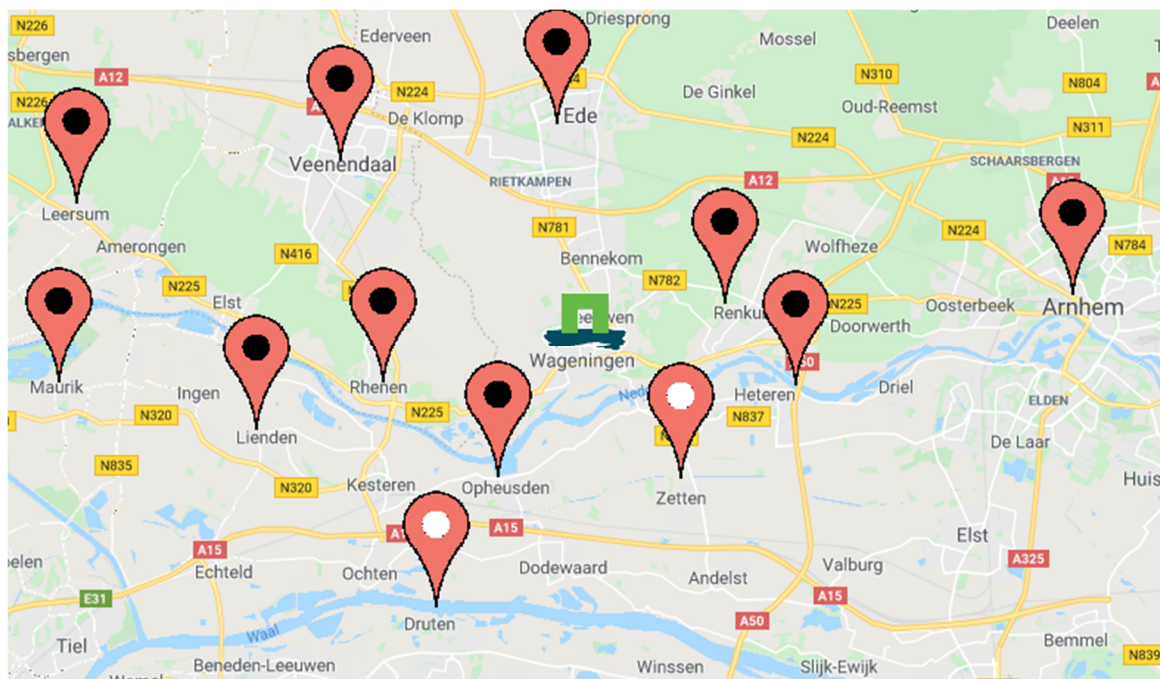 N226
Driesprong
Deelen
Ederveen
Mossel
sbergen
A12
N310
N804
N226
N224
De Ginkel
Oud-Reemst
De Klomp
Ede
N311
N224
Veenendaal
SCHAARSBERGEN
RIETKAMPEN
A12
Leersum
N781
N224
N784
Amerongen
N416
Wolfheze
Bennekom
N225
N782
Elst
N225
Oosterbeek
Arnhem
Renku
Doorwerth
Wageningen
Maurik
Ingen
Rhenen
Heteren
Driel
N320
N225
N837
ELDEN
Lienden
De Laar
N835
Kesteren
Opheusden
Zetten
Huis
N320
A15
Elst
A15
Echteld
Ochten
Dodewaard
Andelst
Valburg
A325
E31
A15
Druten
A50
Waal
Tiel
Bemmel
Beneden-Leeuwen
Winssen
Slijk-Ewijk
N839